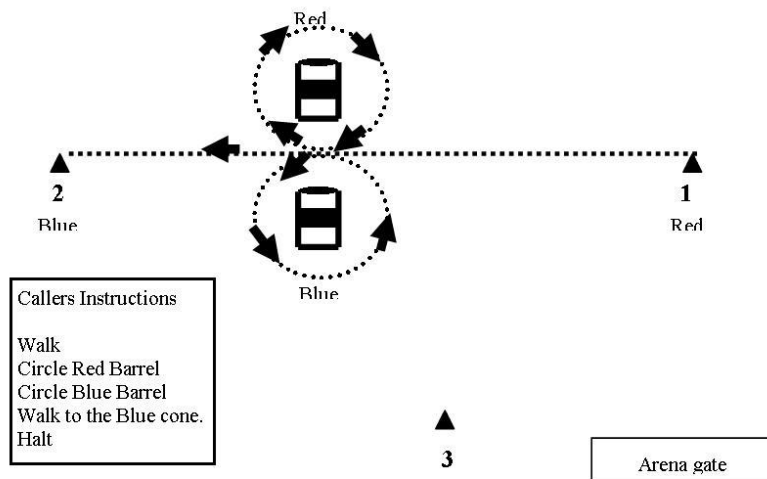 Red
2
1
Blue
Red
Blue
Callers Instructions
Walk
Circle Red Barrel
Circle Blue Barrel
Walk to the Blue cone.
Halt
3
Arena gate